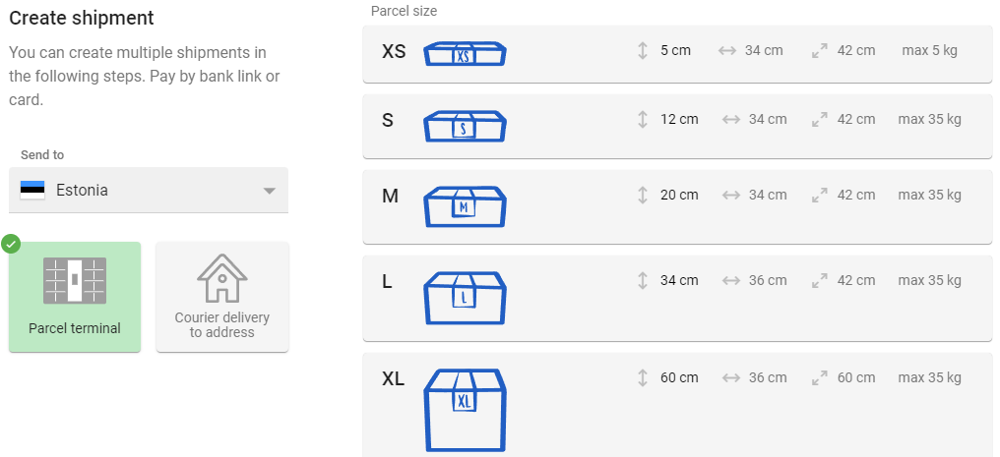 Create shipment
You can create multiple shipments in
the following steps. Pay by bank link or
card.
Send to
Estonia
Parcel terminal
Courier delivery
to address
Parcel size
XS XS 5 cm 34 cm 42 cm max 5 kg
S S 12 cm 34 cm 42 cm max 35 kg
M M 20 cm 34 cm 42 cm max 35 kg
L L 34 cm 36 cm 42 cm max 35 kg
XL XL 60 cm 36 cm 60 cm max 35 kg